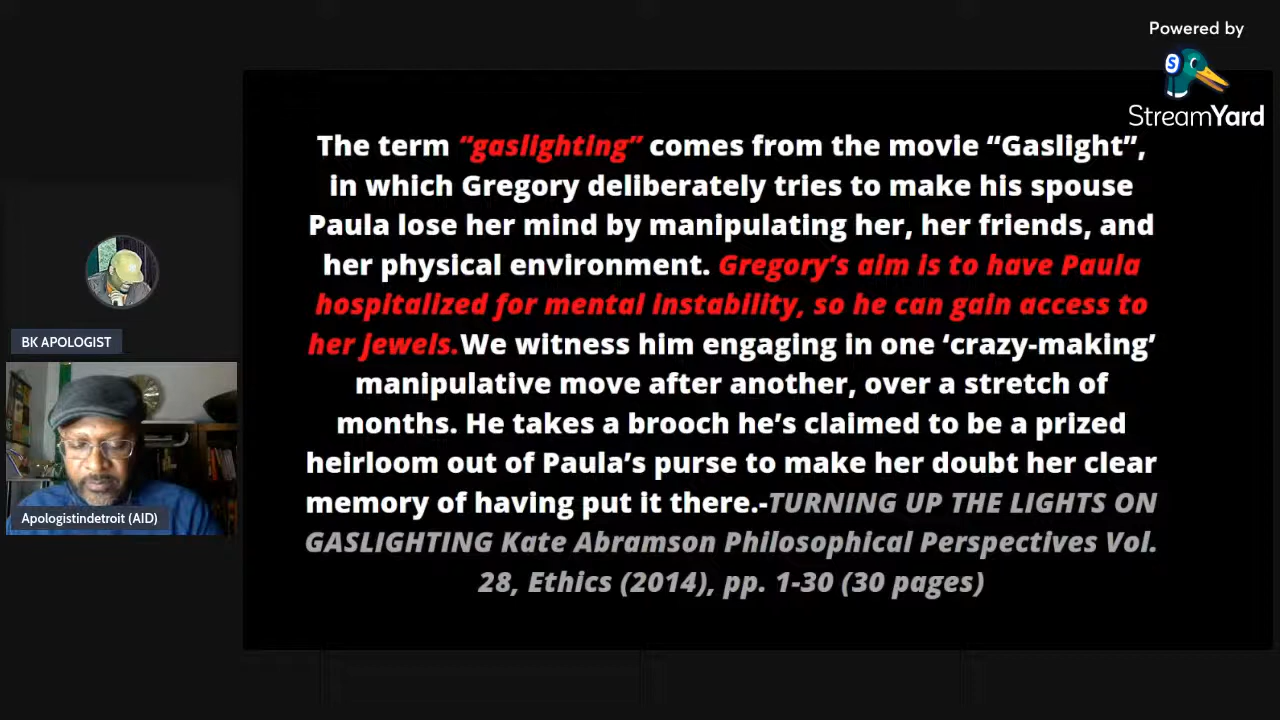 Powered by
S
StreamYard
The term “gaslighting” comes from the movie “Gaslight”,
in which Gregory deliberately tries to make his spouse
Paula lose her mind by manipulating her, her friends, and
her physical environment. Gregory’s aim is to have Paula
hospitalized for mental instability, so he can gain access to
her jewels.We witness him engaging in one ‘crazy-making’
manipulative move after another, over a stretch of
months. He takes a brooch he’s claimed to be a prized
heirloom out of Paula’s purse to make her doubt her clear
memory of having put it there.-TURNING UP THE LIGHTS ON
GASLIGHTING Kate Abramson Philosophical Perspectives Vol.
28, Ethics (2014), pp. 1-30 (30 pages)
BK APOLOGIST
Apologistindetroit (AID)